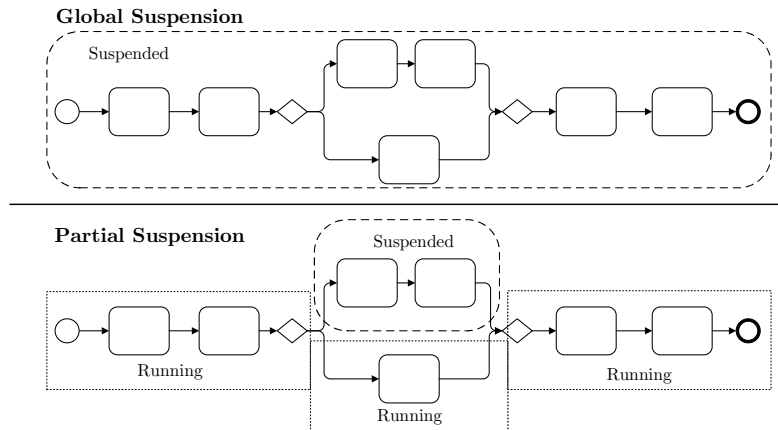 Global Suspension
Suspended
Partial Suspension
Suspended
Running
Running
Running